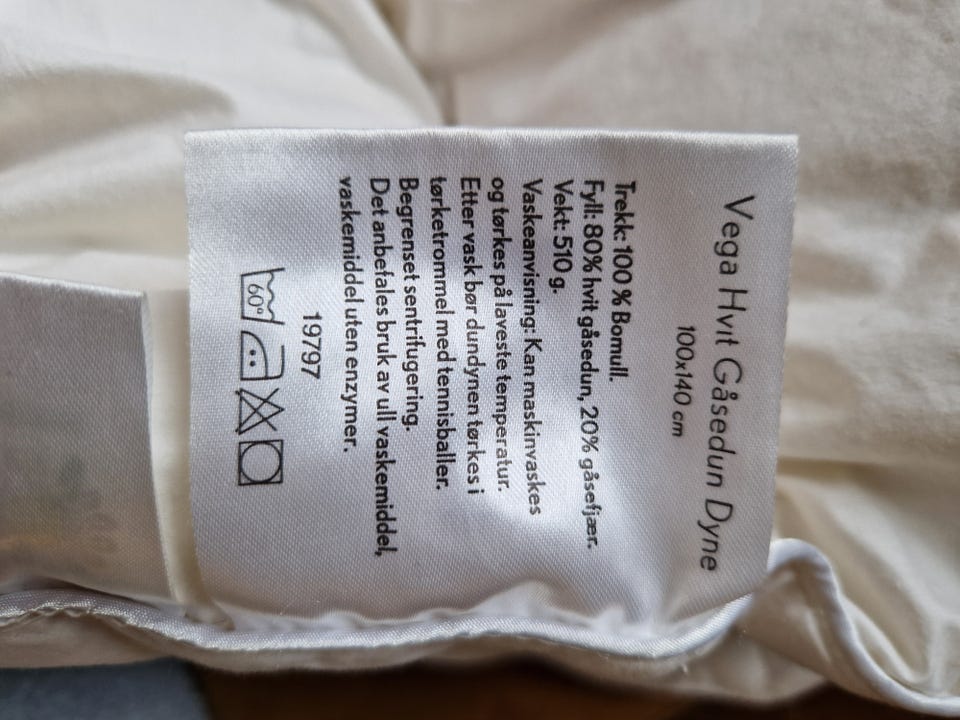 Vega Hvit Gåsedun Dyne
100x140 cm
Trekk: 100 % Bomull.
Fyll: 80% hvit gåsedun, 20% gåsefjær.
Vekt: 510 g.
Vaskeanvisning: Kan maskinvaskes
og tørkes på laveste temperatur.
Etter vask bør dundynen tørkes i
tørketrommel med tennisballer.
Begrenset sentrifugering.
Det anbefales bruk av ull vaskemiddel,
vaskemiddel uten enzymer.
19797
60°